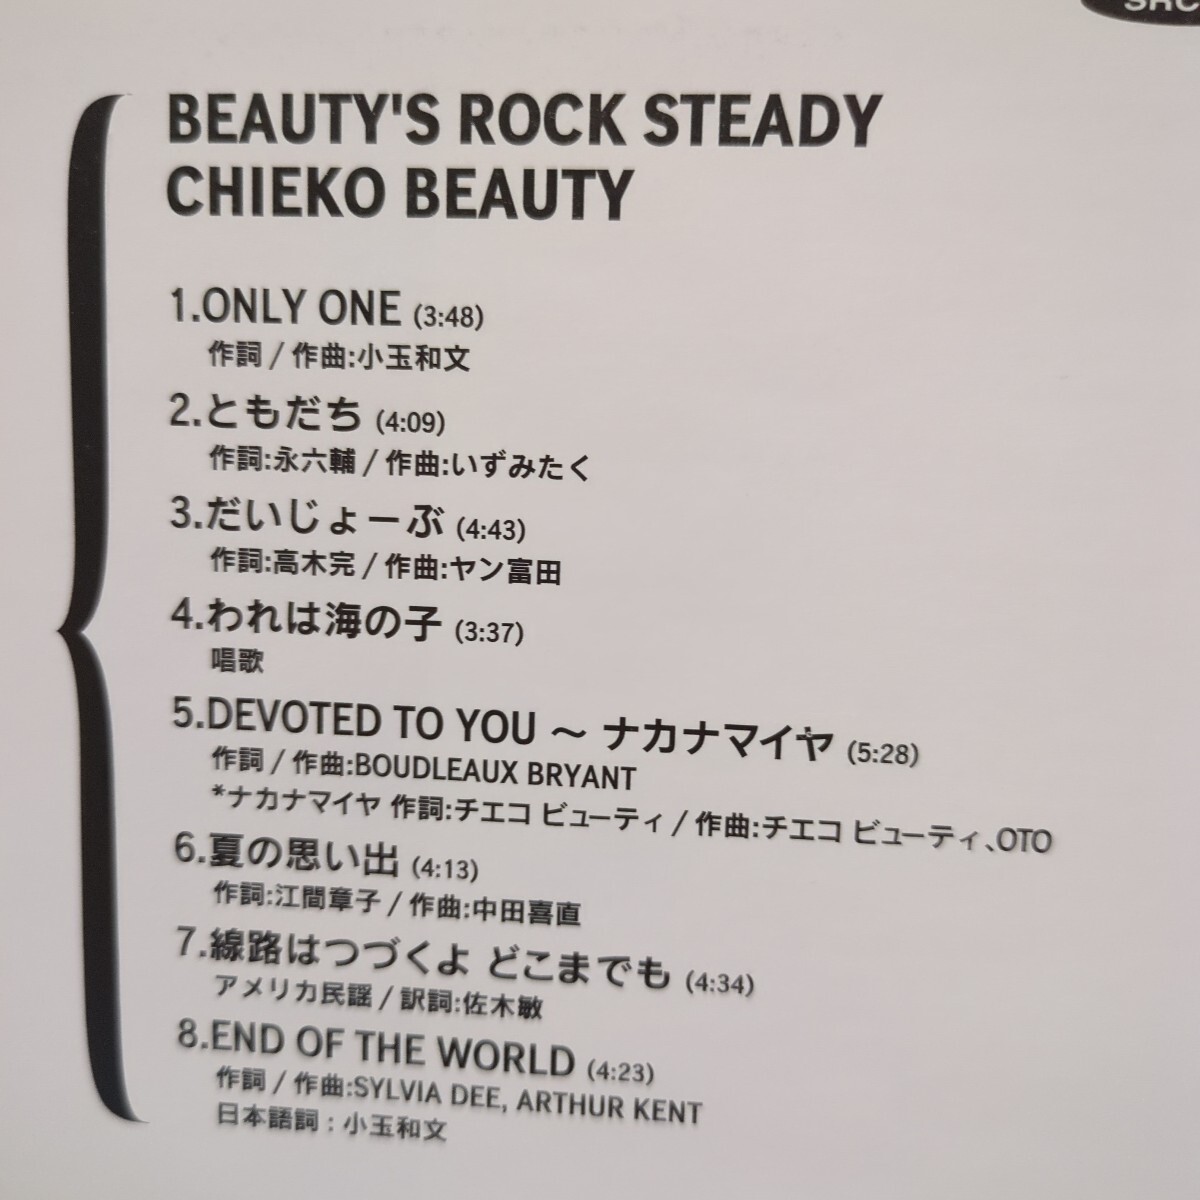 SRC
BEAUTY'S ROCK STEADY
CHIEKO BEAUTY
1.ONLY ONE (3:48)
作詞 / 作曲:小玉和文
2.ともだち (4:09)
作詞:永六輔 / 作曲:いずみたく
3.だいじょーぶ (4:43)
作詞:高木完 / 作曲:ヤン富田
4.われは海の子 (3:37)
唱歌
5.DEVOTED TO YOU ～ ナカナマイヤ (5:28)
作詞 / 作曲:BOUDLEAUX BRYANT
*ナカナマイヤ 作詞:チエコ ビューティ / 作曲:チエコ ビューティ、OTO
6.夏の思い出 (4:13)
作詞:江間章子 / 作曲:中田喜直
7.線路はつづくよ どこまでも (4:34)
アメリカ民謡 / 訳詞:佐木敏
8.END OF THE WORLD (4:23)
作詞 / 作曲:SYLVIA DEE, ARTHUR KENT
日本語詞 : 小玉和文